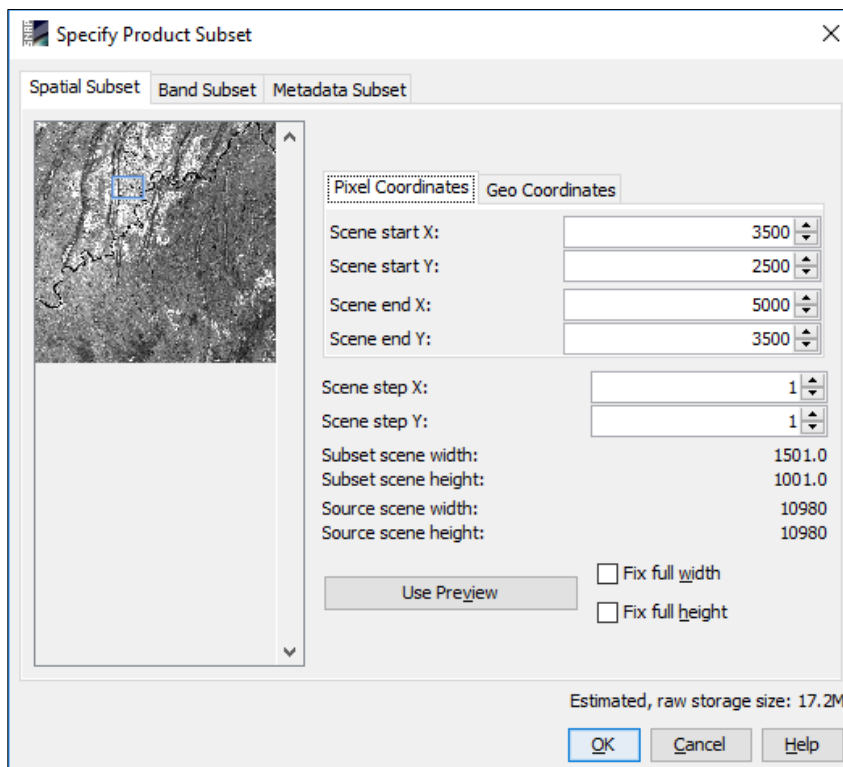 Specify Product Subset
Spatial Subset Band Subset Metadata Subset
Pixel Coordinates Geo Coordinates
Scene start X: 3500
Scene start Y: 2500
Scene end X: 5000
Scene end Y: 3500
Scene step X: 1
Scene step Y: 1
Subset scene width: 1501.0
Subset scene height: 1001.0
Source scene width: 10980
Source scene height: 10980
Use Preview
Fix full width
Fix full height
Estimated, raw storage size: 17.2M
OK Cancel Help